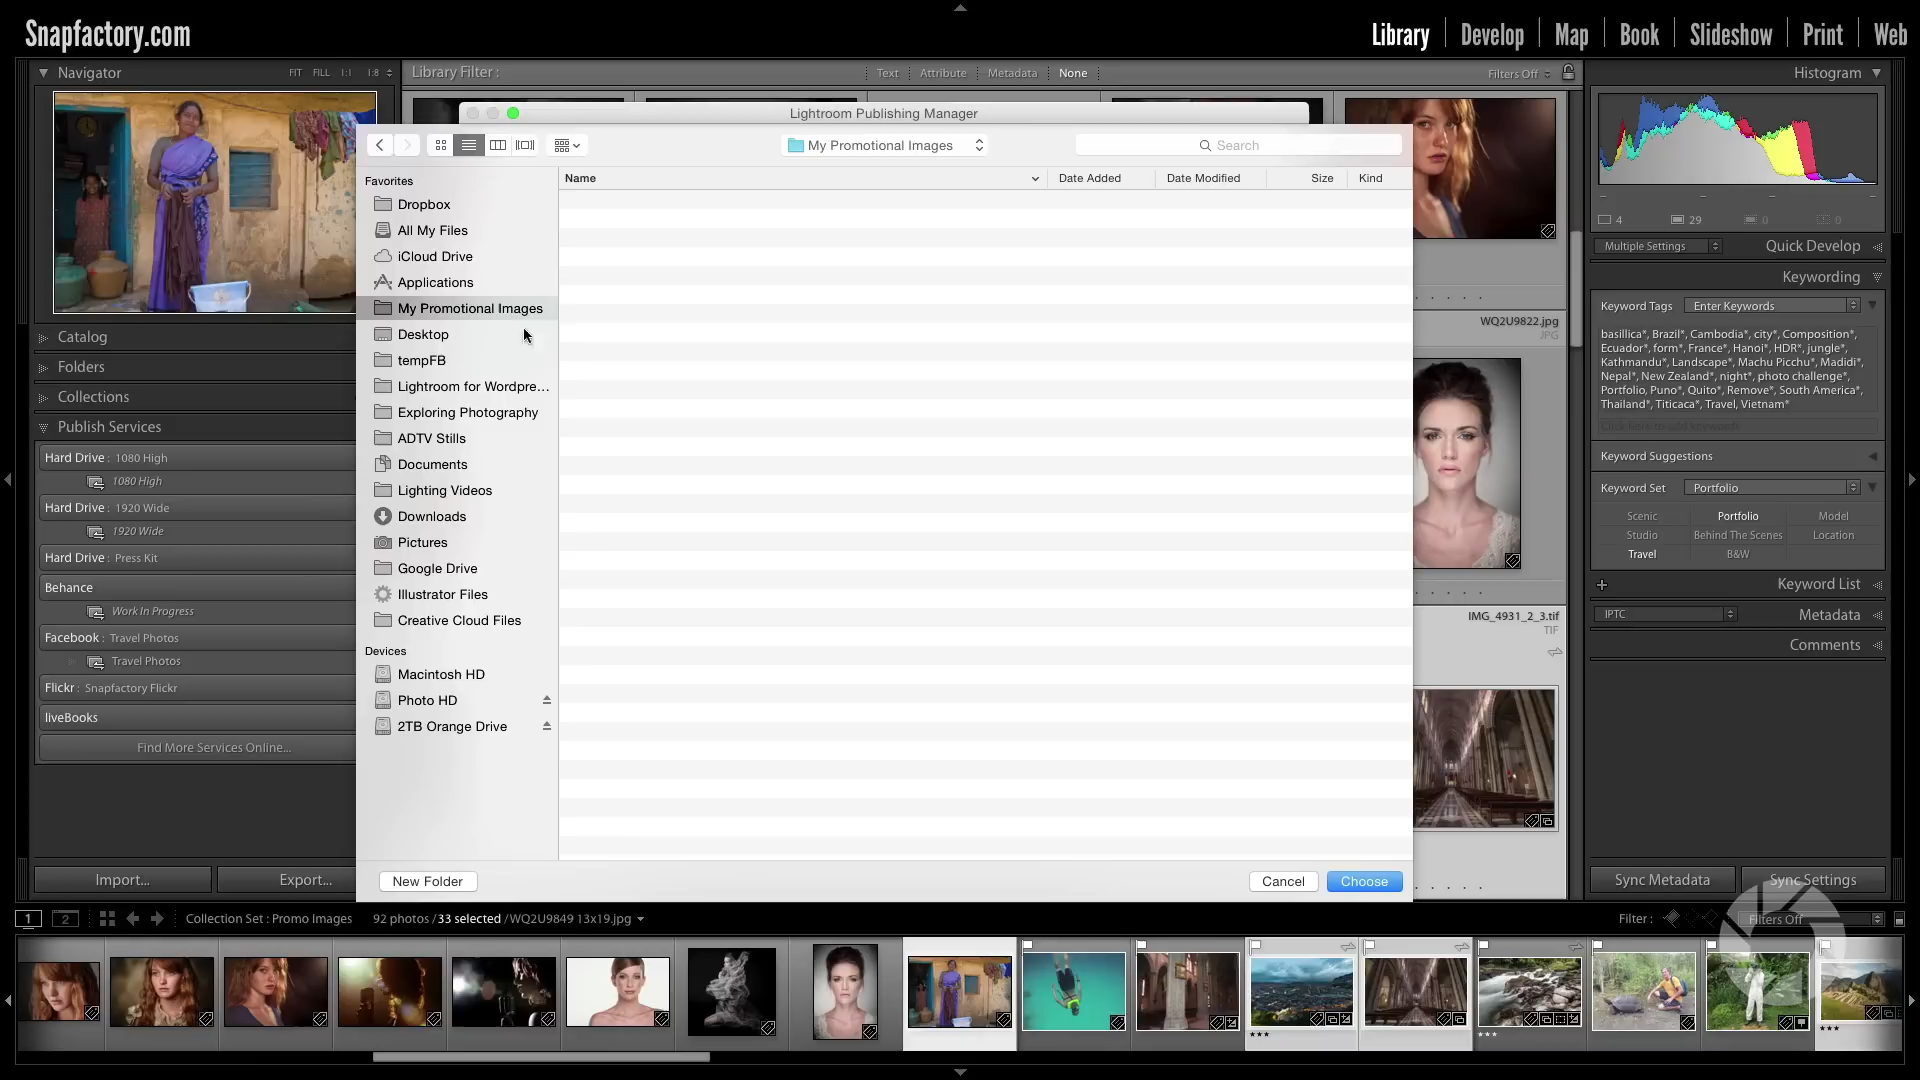 Snapfactory.com
Library Develop Map Book Slideshow Print Web
Navigator FIT FILL 1:1 1:8
Library Filter : Text Attribute Metadata None Filters Off
Histogram
Lightroom Publishing Manager
My Promotional Images
Search
Name Date Added Date Modified Size Kind
Favorites
Dropbox
All My Files
iCloud Drive
Applications
My Promotional Images
Desktop
tempFB
Lightroom for Wordpre...
Exploring Photography
ADTV Stills
Documents
Lighting Videos
Downloads
Pictures
Google Drive
Illustrator Files
Creative Cloud Files
Devices
Macintosh HD
Photo HD
2TB Orange Drive
New Folder Cancel Choose
Catalog
Folders
Collections
Publish Services
Hard Drive : 1080 High
1080 High
Hard Drive : 1920 Wide
1920 Wide
Hard Drive : Press Kit
Behance
Work In Progress
Facebook : Travel Photos
Travel Photos
Flickr : Snapfactory Flickr
liveBooks
Find More Services Online...
Import... Export...
WQ2U9822.jpg
JPG
IMG_4931_2_3.tif
TIF
4 29 0 0
Multiple Settings Quick Develop
Keywording
Keyword Tags Enter Keywords
basillica*, Brazil*, Cambodia*, city*, Composition*,
Ecuador*, form*, France*, Hanoi*, HDR*, jungle*,
Kathmandu*, Landscape*, Machu Picchu*, Madidi*,
Nepal*, New Zealand*, night*, photo challenge*,
Portfolio, Puno*, Quito*, Remove*, South America*,
Thailand*, Titicaca*, Travel, Vietnam*
Click here to add keywords
Keyword Suggestions
Keyword Set Portfolio
Scenic Portfolio Model
Studio Behind The Scenes Location
Travel B&W
Keyword List
IPTC Metadata
Comments
Sync Metadata Sync Settings
1 2 Collection Set : Promo Images 92 photos / 33 selected / WQ2U9849 13x19.jpg Filter : Filters Off